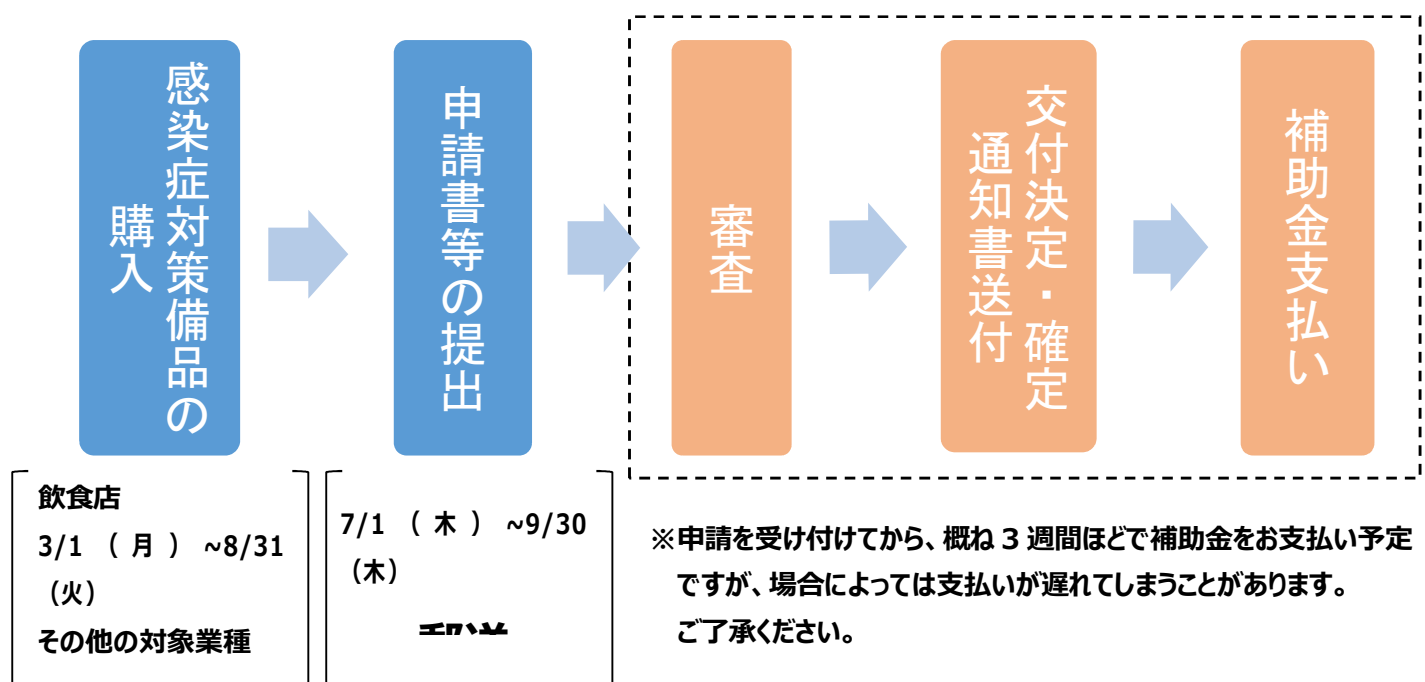 感染症対策備品の
購入
申請書等の提出
審査
交付決定・確定
通知書送付
補助金支払い
飲食店
3/1 （ 月 ） ~8/31
（火）
その他の対象業種
7/1 （ 木 ） ~9/30
（木）
※申請を受け付けてから、概ね 3 週間ほどで補助金をお支払い予定
ですが、場合によっては支払いが遅れてしまうことがあります。
ご了承ください。